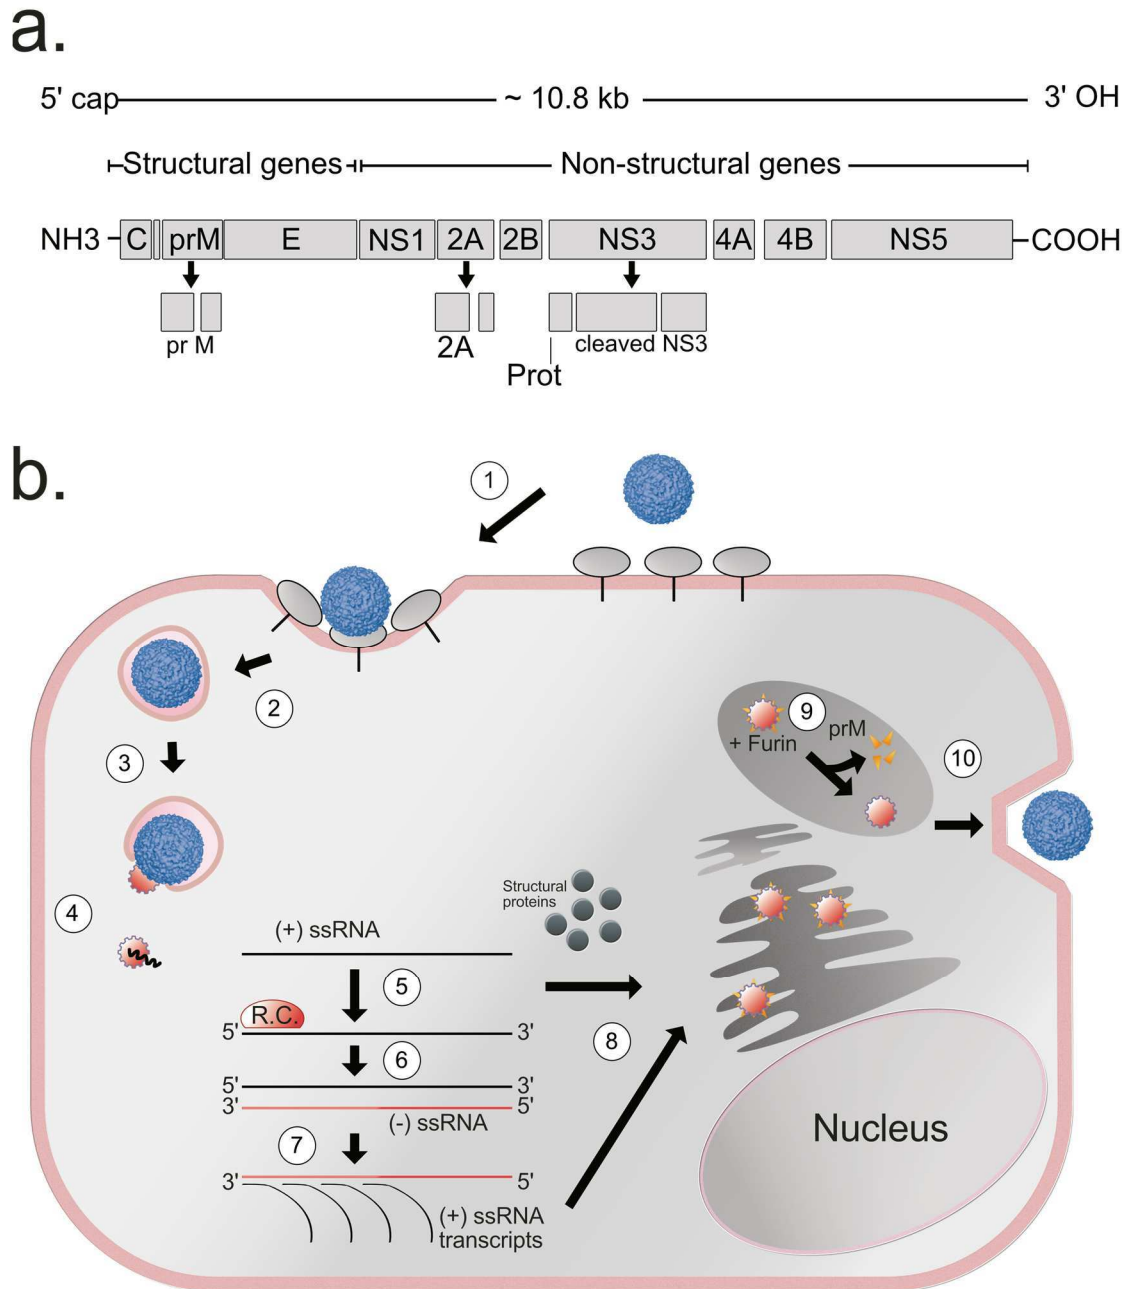 a.
5' cap ~ 10.8 kb 3' OH
Structural genes Non-structural genes
NH3 C prM E NS1 2A 2B NS3 4A 4B NS5 COOH
pr M 2A cleaved NS3
Prot
b.
1
2
3
4
(+) ssRNA
5
R.C.
5' 3'
6
5' 3'
3' 5'
(-) ssRNA
7
3' 5'
(+) ssRNA
transcripts
Structural
proteins
8
9
+ Furin
prM
10
Nucleus